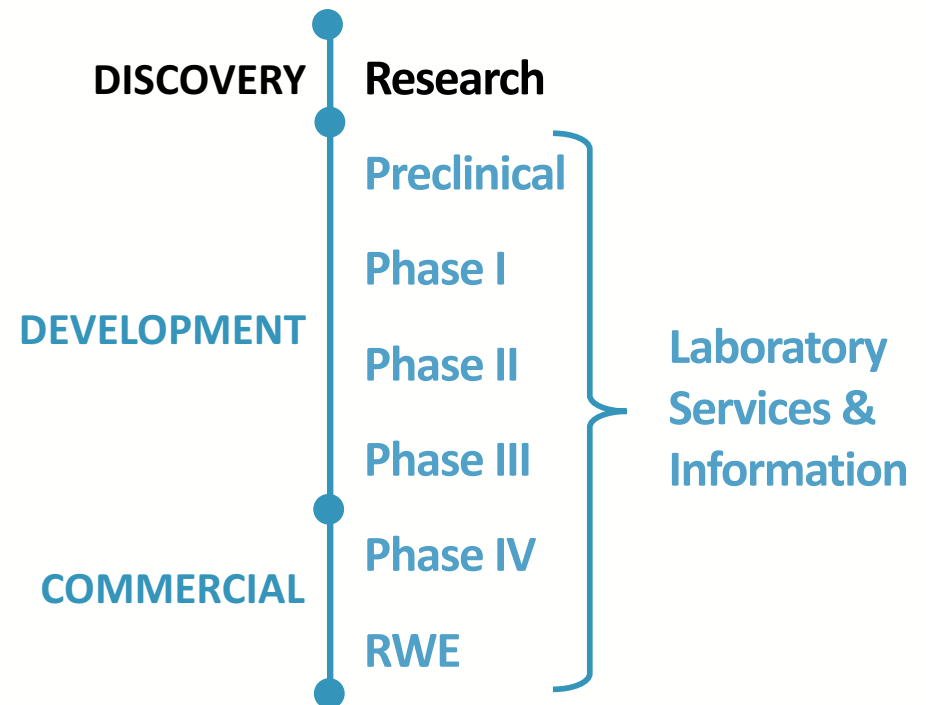 DISCOVERY Research
Preclinical
Phase I
DEVELOPMENT
Phase II
Phase III
Phase IV
COMMERCIAL
RWE
Laboratory
Services &
Information